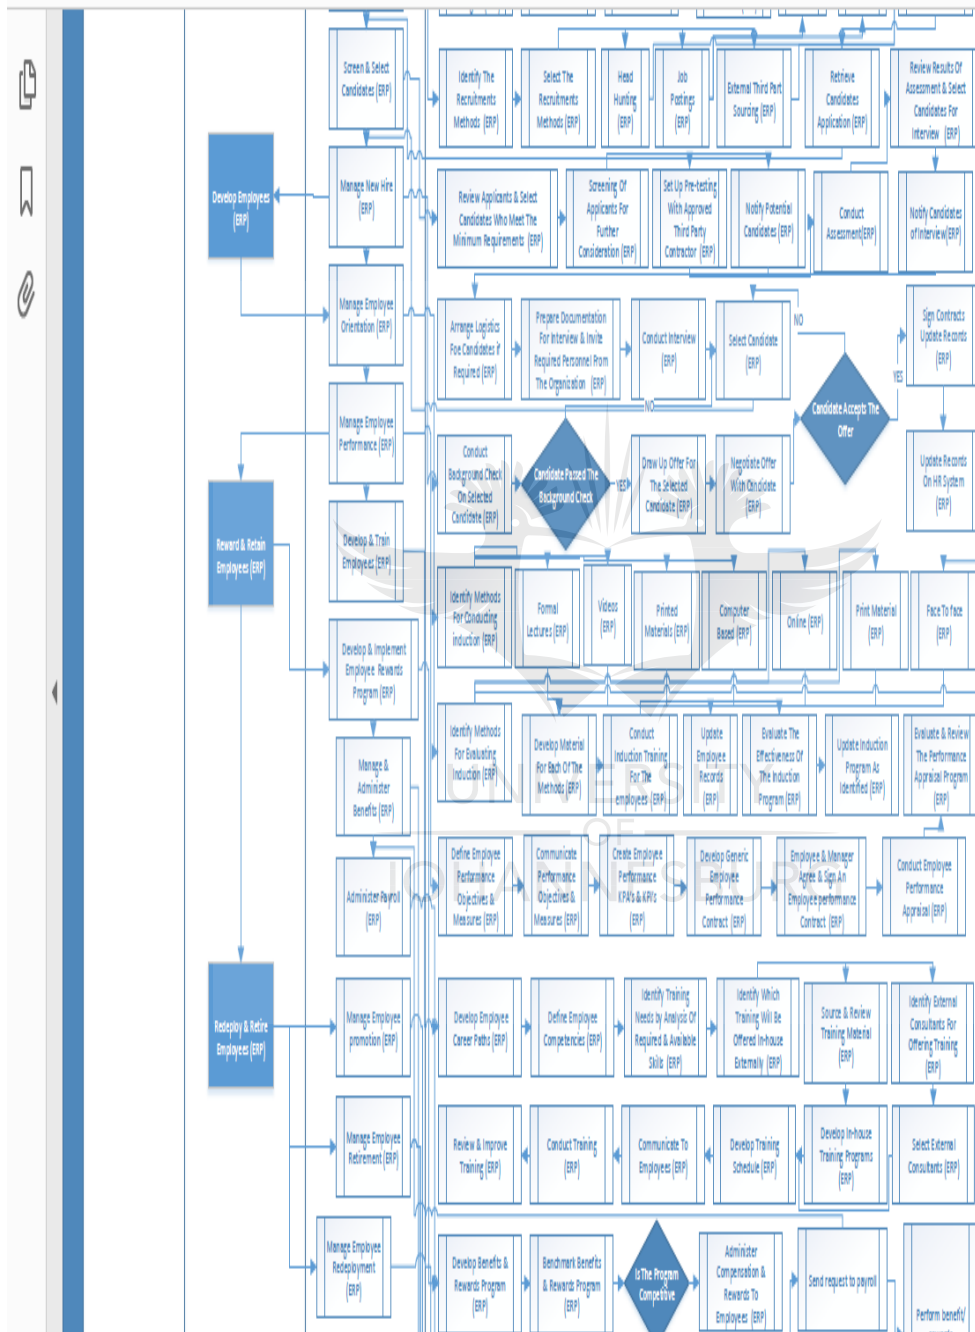 Screen & Select
Candidates (ERP)
Identify The
Recruitments
Methods (ERP)
Select The
Recruitments
Methods (ERP)
Head
Hunting
(ERP)
Job
Postings
(ERP)
External Third Part
Sourcing (ERP)
Retrieve
Candidates
Application (ERP)
Review Results Of
Assessment & Select
Candidates For
Interview (ERP)
Develop Employees
(ERP)
Manage New Hire
(ERP)
Review Applicants & Select
Candidates Who Meet The
Minimum Requirements (ERP)
Screening Of
Applicants For
Further
Consideration (ERP)
Set Up Pre-testing
With Approved
Third Party
Contractor (ERP)
Notify Potential
Candidates (ERP)
Conduct
Assessment(ERP)
Notify Candidates
of Interview(ERP)
Manage Employee
Orientation (ERP)
Arrange Logistics
Foe Candidates if
Required (ERP)
Prepare Documentation
For Interview & Invite
Required Personnel From
The Organization (ERP)
Conduct Interview
(ERP)
Select Candidate
(ERP)
NO
Sign Contracts
Update Records
(ERP)
YES
Candidate Accepts The
Offer
NO
Manage Employee
Performance (ERP)
Conduct
Background Check
On Selected
Candidate (ERP)
Candidate Passed The
Background Check
YES
Draw Up Offer For
The Selected
Candidate (ERP)
Negotiate Offer
With Candidate
(ERP)
Update Records
On HR System
(ERP)
Reward & Retain
Employees (ERP)
Develop & Train
Employees (ERP)
Identify Methods
For Conducting
induction (ERP)
Formal
Lectures (ERP)
Videos
(ERP)
Printed
Materials (ERP)
Computer
Based (ERP)
Online (ERP)
Print Material
(ERP)
Face To face
(ERP)
Develop & Implement
Employee Rewards
Program (ERP)
Identify Methods
For Evaluating
Induction (ERP)
Develop Material
For Each Of The
Methods (ERP)
Conduct
Induction Training
For The
employees (ERP)
Update
Employee
Records
(ERP)
Evaluate The
Effectiveness Of
The Induction
Program (ERP)
Update Induction
Program As
Identified (ERP)
Evaluate & Review
The Performance
Appraisal Program
(ERP)
Manage &
Administer
Benefits (ERP)
UNIVERSITY
OF
JOHANNESBURG
Administer Payroll
(ERP)
Define Employee
Performance
Objectives &
Measures (ERP)
Communicate
Performance
Objectives &
Measures (ERP)
Create Employee
Performance
KPA's & KPI's
(ERP)
Develop Generic
Employee
Performance
Contract (ERP)
Employee & Manager
Agree & Sign An
Employee performance
Contract (ERP)
Conduct Employee
Performance
Appraisal (ERP)
Redeploy & Retire
Employees (ERP)
Manage Employee
promotion (ERP)
Develop Employee
Career Paths (ERP)
Define Employee
Competencies (ERP)
Identify Training
Needs by Analysis Of
Required & Available
Skills (ERP)
Identify Which
Training Will Be
Offered In-house
Externally (ERP)
Source & Review
Training Material
(ERP)
Identify External
Consultants For
Offering Training
(ERP)
Manage Employee
Retirement (ERP)
Review & Improve
Training (ERP)
Conduct Training
(ERP)
Communicate To
Employees (ERP)
Develop Training
Schedule (ERP)
Develop In-house
Training Programs
(ERP)
Select External
Consultants (ERP)
Manage Employee
Redeployment
(ERP)
Develop Benefits &
Rewards Program
(ERP)
Benchmark Benefits
& Rewards Program
(ERP)
Is The Program
Competitive
Administer
Compensation &
Rewards To
Employees (ERP)
Send request to payroll
Perform benefit/